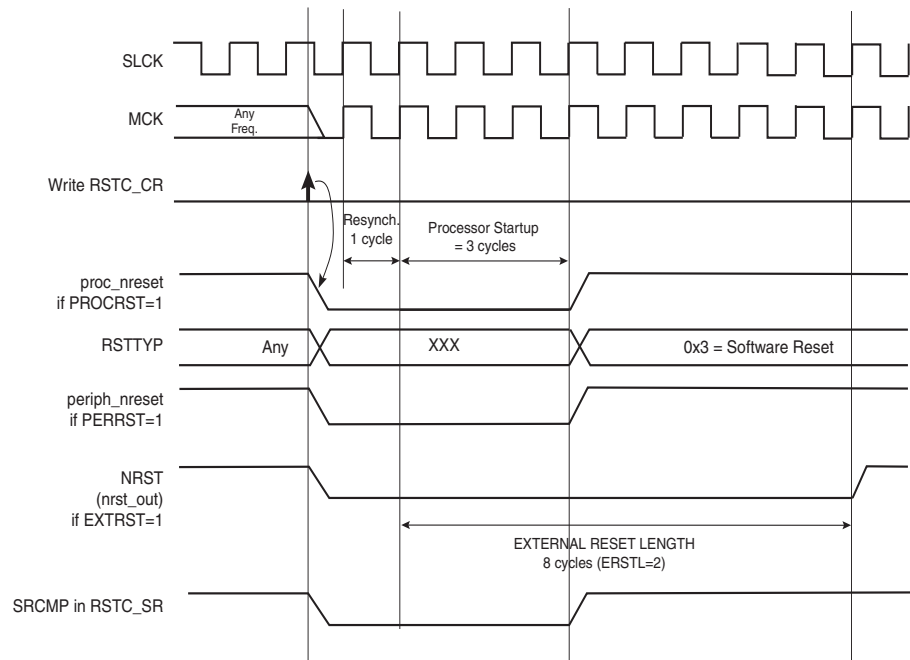 SLCK
MCK
Any
Freq.
Write RSTC_CR
Resynch.
1 cycle
Processor Startup
= 3 cycles
proc_nreset
if PROCRST=1
RSTTYP
Any
XXX
0x3 = Software Reset
periph_nreset
if PERRST=1
NRST
(nrst_out)
if EXTRST=1
EXTERNAL RESET LENGTH
8 cycles (ERSTL=2)
SRCMP in RSTC_SR